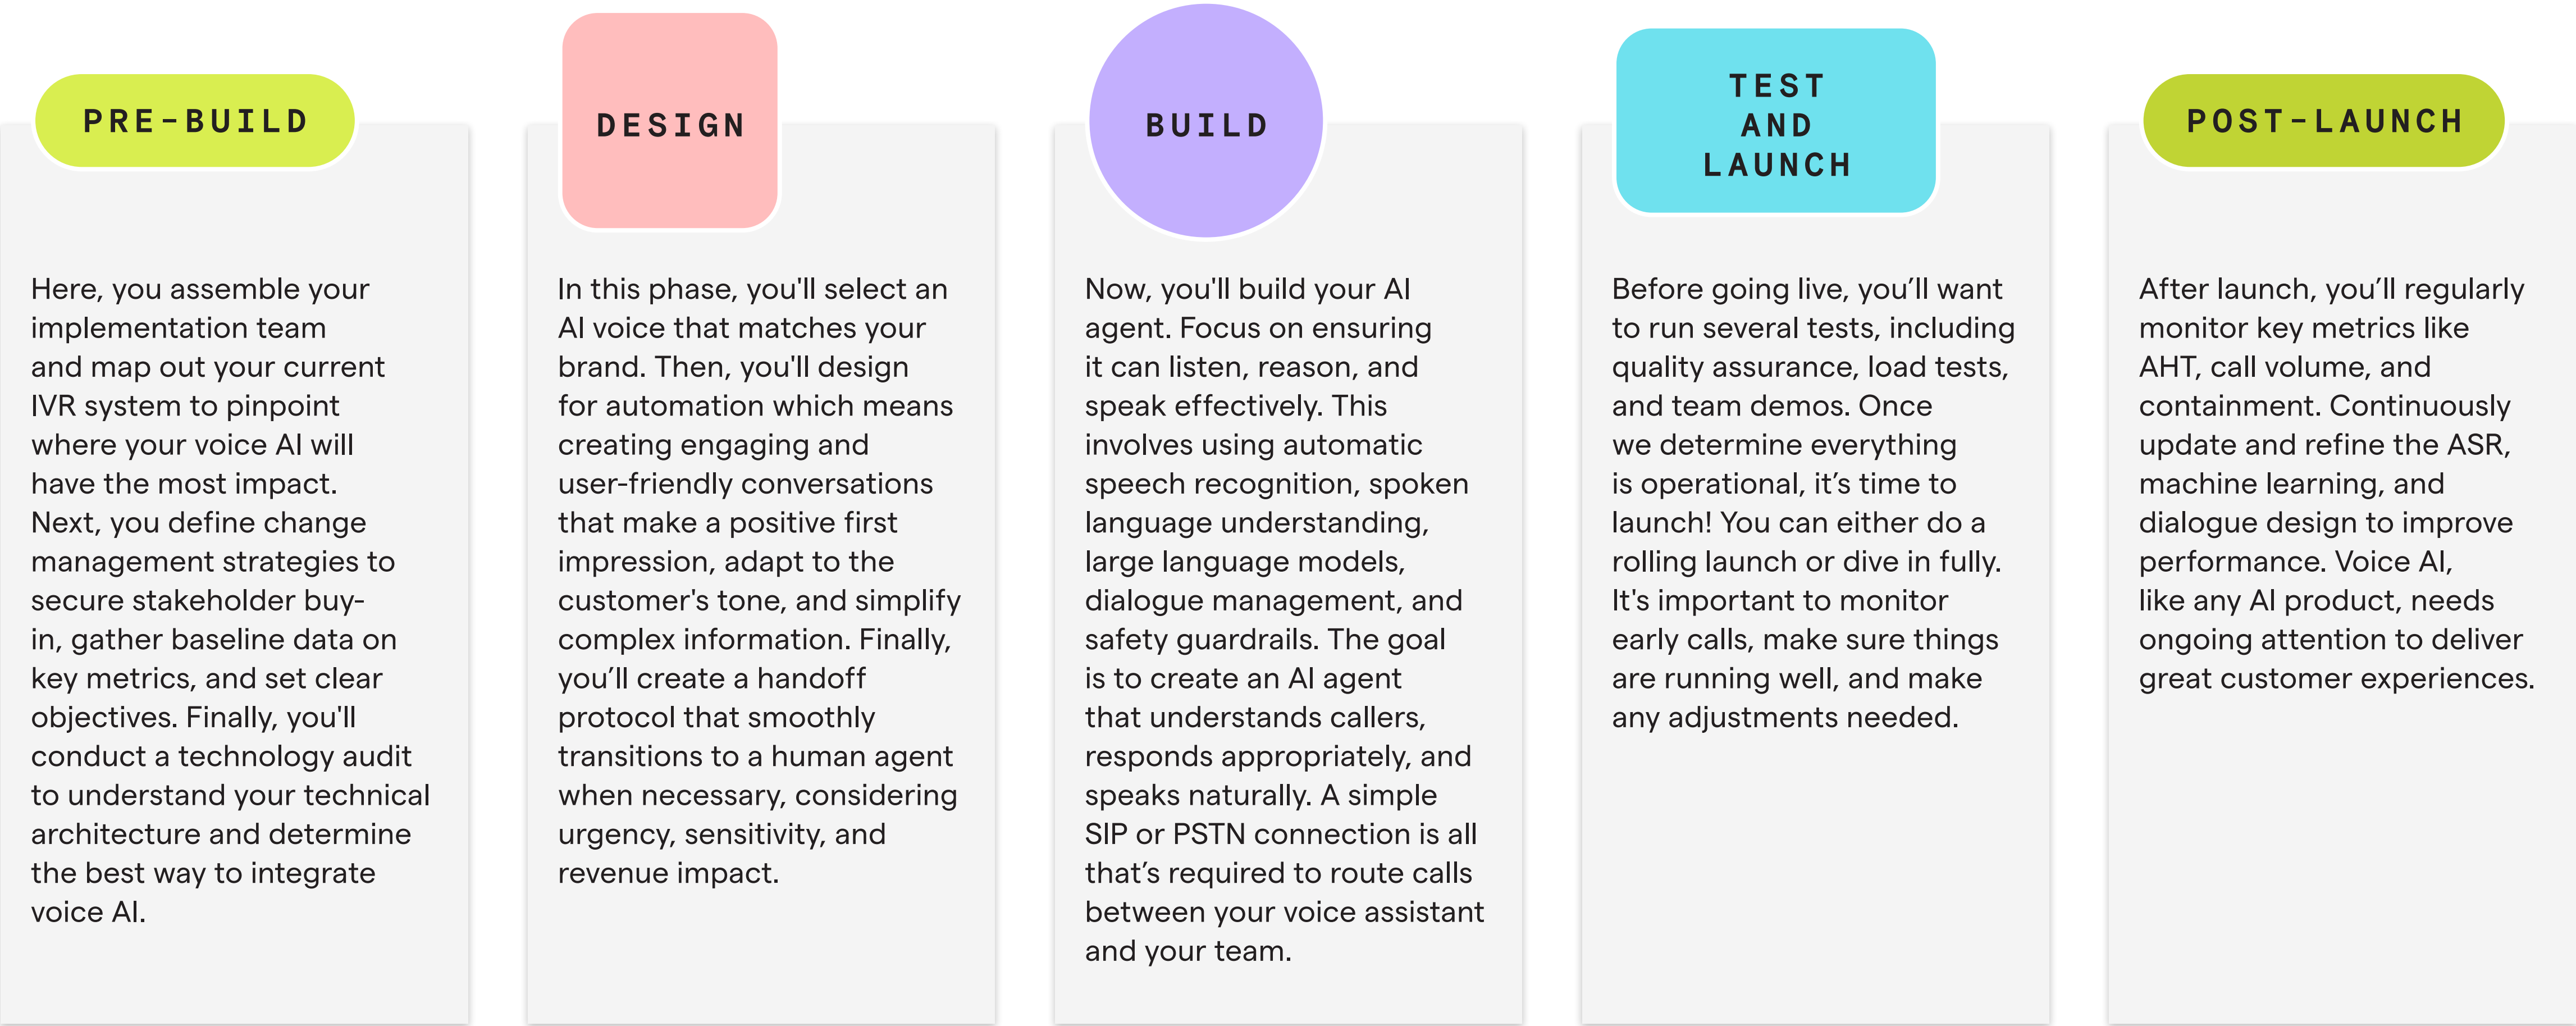 PRE-BUILD
Here, you assemble your
implementation team
and map out your current
IVR system to pinpoint
where your voice AI will
have the most impact.
Next, you define change
management strategies to
secure stakeholder buy-
in, gather baseline data on
key metrics, and set clear
objectives. Finally, you'll
conduct a technology audit
to understand your technical
architecture and determine
the best way to integrate
voice AI.
DESIGN
In this phase, you'll select an
AI voice that matches your
brand. Then, you'll design
for automation which means
creating engaging and
user-friendly conversations
that make a positive first
impression, adapt to the
customer's tone, and simplify
complex information. Finally,
you’ll create a handoff
protocol that smoothly
transitions to a human agent
when necessary, considering
urgency, sensitivity, and
revenue impact.
BUILD
Now, you'll build your AI
agent. Focus on ensuring
it can listen, reason, and
speak effectively. This
involves using automatic
speech recognition, spoken
language understanding,
large language models,
dialogue management, and
safety guardrails. The goal
is to create an AI agent
that understands callers,
responds appropriately, and
speaks naturally. A simple
SIP or PSTN connection is all
that’s required to route calls
between your voice assistant
and your team.
TEST
AND
LAUNCH
Before going live, you’ll want
to run several tests, including
quality assurance, load tests,
and team demos. Once
we determine everything
is operational, it’s time to
launch! You can either do a
rolling launch or dive in fully.
It's important to monitor
early calls, make sure things
are running well, and make
any adjustments needed.
POST-LAUNCH
After launch, you’ll regularly
monitor key metrics like
AHT, call volume, and
containment. Continuously
update and refine the ASR,
machine learning, and
dialogue design to improve
performance. Voice AI,
like any AI product, needs
ongoing attention to deliver
great customer experiences.